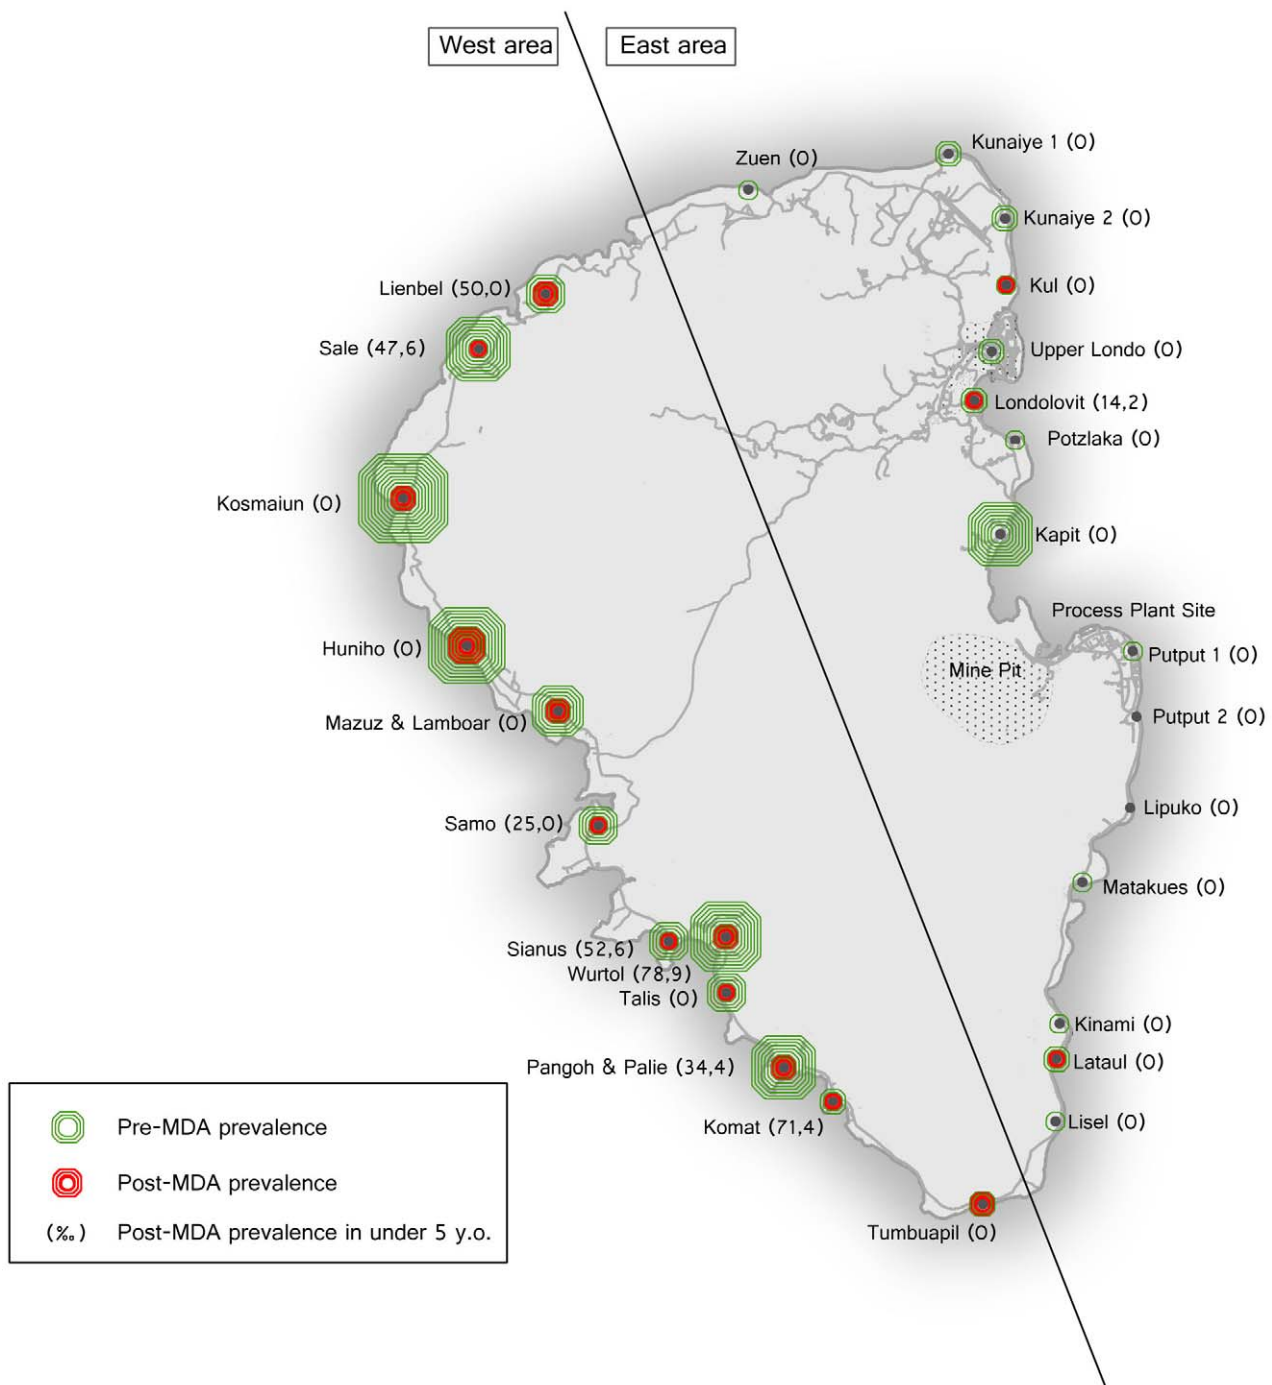 West area
East area
Kunaiye 1 (0)
Zuen (0)
Kunaiye 2 (0)
Lienbel (50,0)
Kul (0)
Sale (47,6)
Upper Londo (0)
Londolovit (14,2)
Potzlaka (0)
Kosmaiun (0)
Kapit (0)
Process Plant Site
Huniho (0)
Putput 1 (0)
Mine Pit
Mazuz & Lamboar (0)
Putput 2 (0)
Lipuko (0)
Samo (25,0)
Matakues (0)
Sianus (52,6)
Wurtol (78,9)
Talis (0)
Kinami (0)
Lataul (0)
Pangoh & Palie (34,4)
Lisel (0)
Komat (71,4)
Tumbuapil (0)
Pre-MDA prevalence
Post-MDA prevalence
(‰) Post-MDA prevalence in under 5 y.o.